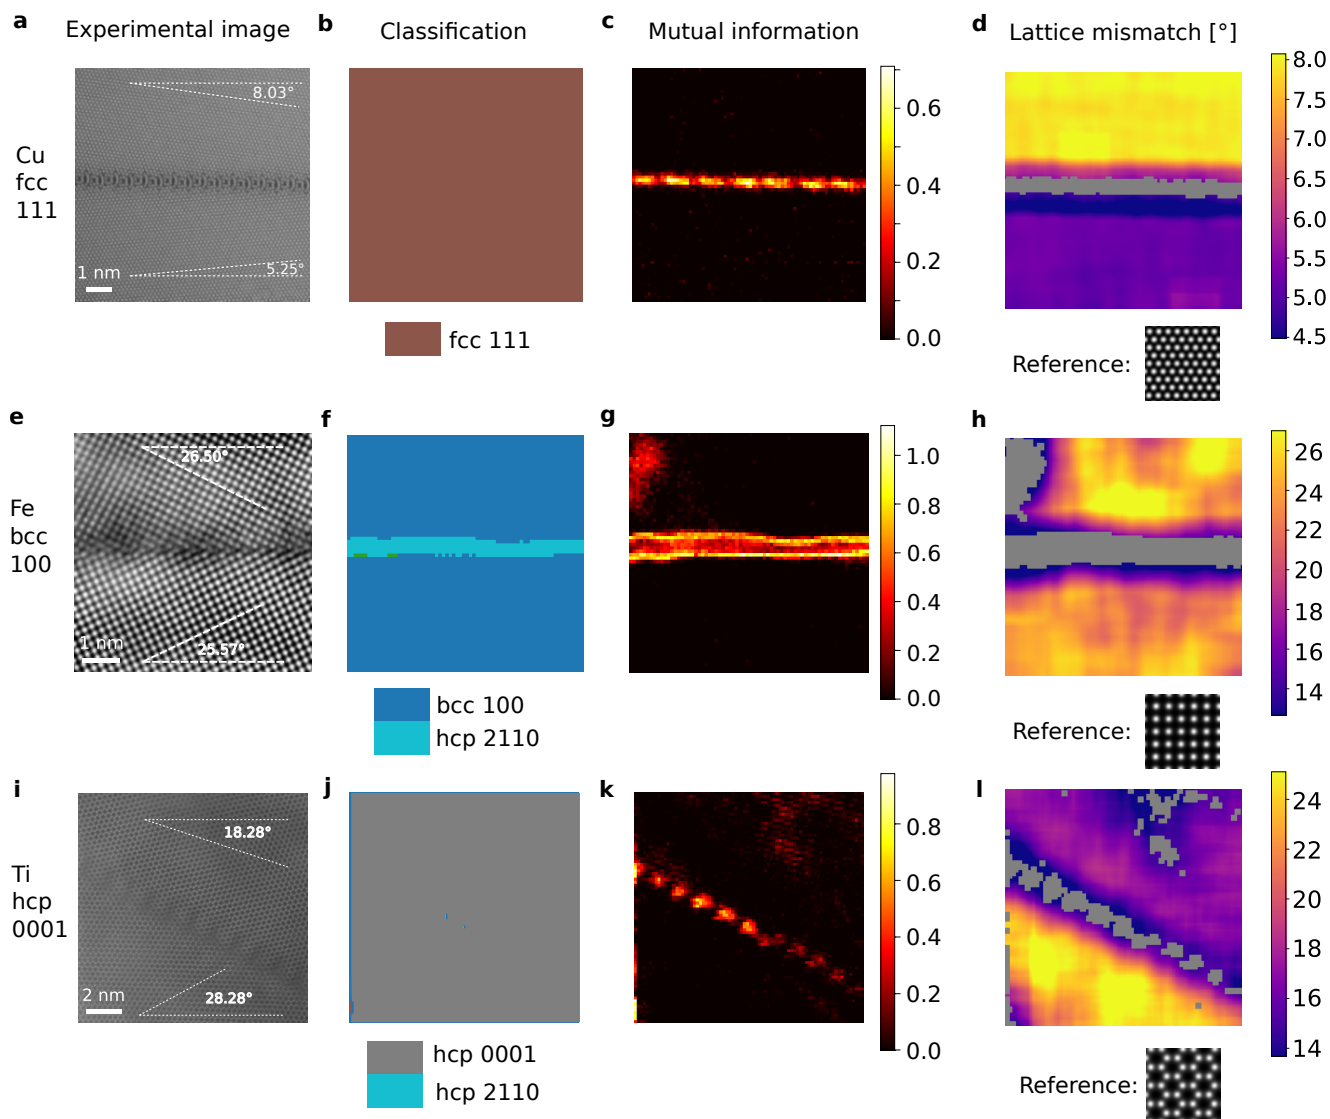 a Experimental image b Classification c Mutual information d Lattice mismatch [°]
Cu
fcc
111
8.03°
5.25°
1 nm
fcc 111
0.6
0.4
0.2
0.0
8.0
7.5
7.0
6.5
6.0
5.5
5.0
4.5
Reference:
e f g h
Fe
bcc
100
26.50°
25.57°
1 nm
bcc 100
hcp 2110
1.0
0.8
0.6
0.4
0.2
0.0
26
24
22
20
18
16
14
Reference:
i j k l
Ti
hcp
0001
18.28°
28.28°
2 nm
hcp 0001
hcp 2110
0.8
0.6
0.4
0.2
0.0
24
22
20
18
16
14
Reference: